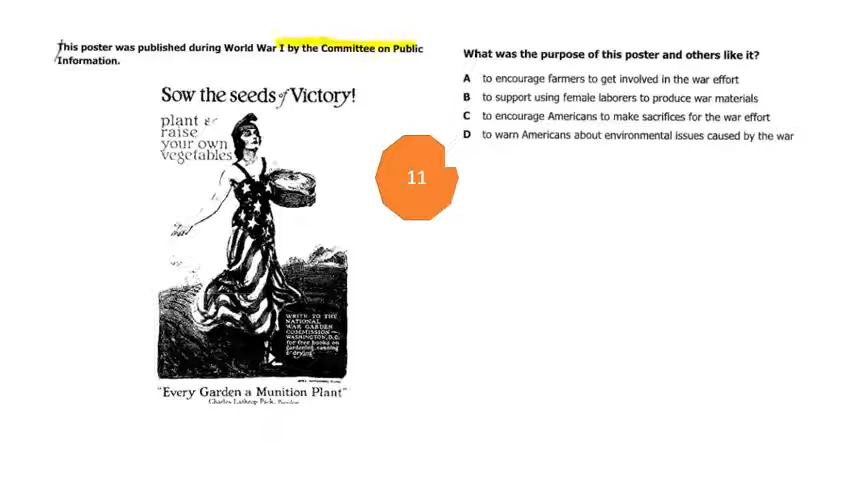 This poster was published during World War I by the Committee on Public
Information.
Sow the seeds of Victory!
plant &
raise
your own
vegetables
WRITE TO THE
NATIONAL
WAR GARDEN
COMMISSION—
WASHINGTON, D.C.
for free books on
gardening, canning
& drying
"Every Garden a Munition Plant"
Charles Lathrop Pack, President
11
What was the purpose of this poster and others like it?
A to encourage farmers to get involved in the war effort
B to support using female laborers to produce war materials
C to encourage Americans to make sacrifices for the war effort
D to warn Americans about environmental issues caused by the war